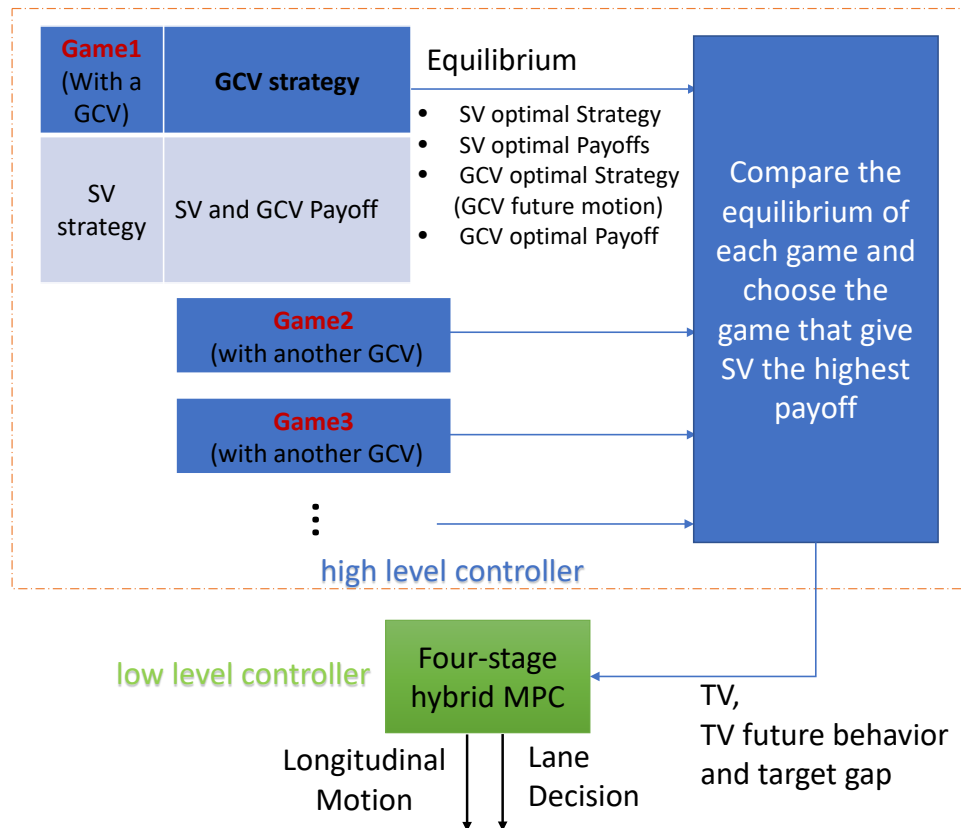 Game1
(With a
GCV)
GCV strategy
SV
strategy
SV and GCV Payoff
Equilibrium
• SV optimal Strategy
• SV optimal Payoffs
• GCV optimal Strategy
(GCV future motion)
• GCV optimal Payoff
Game2
(with another GCV)
Game3
(with another GCV)
⋮
Compare the
equilibrium of
each game and
choose the
game that give
SV the highest
payoff
high level controller
low level controller
Four-stage
hybrid MPC
TV,
TV future behavior
and target gap
Longitudinal
Motion
Lane
Decision